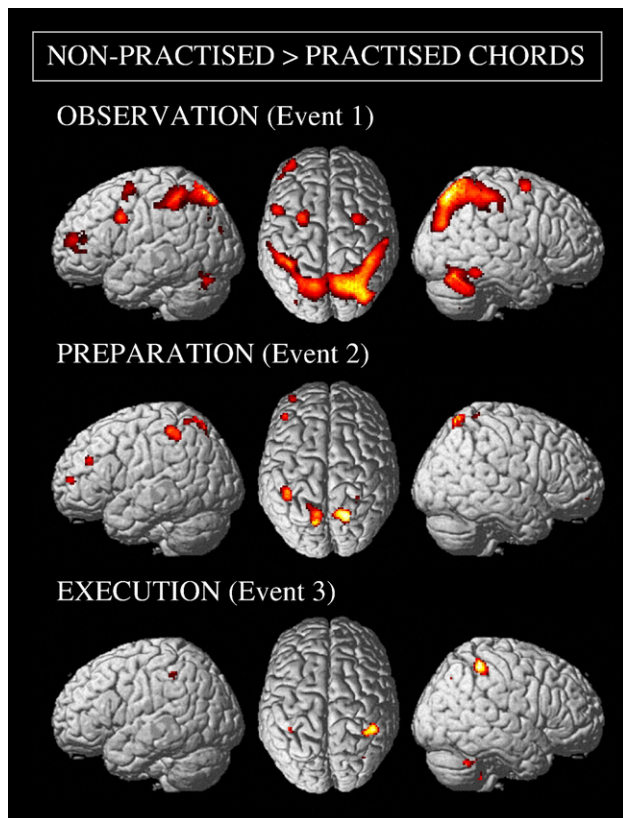 NON-PRACTISED > PRACTISED CHORDS
OBSERVATION (Event 1)
PREPARATION (Event 2)
EXECUTION (Event 3)